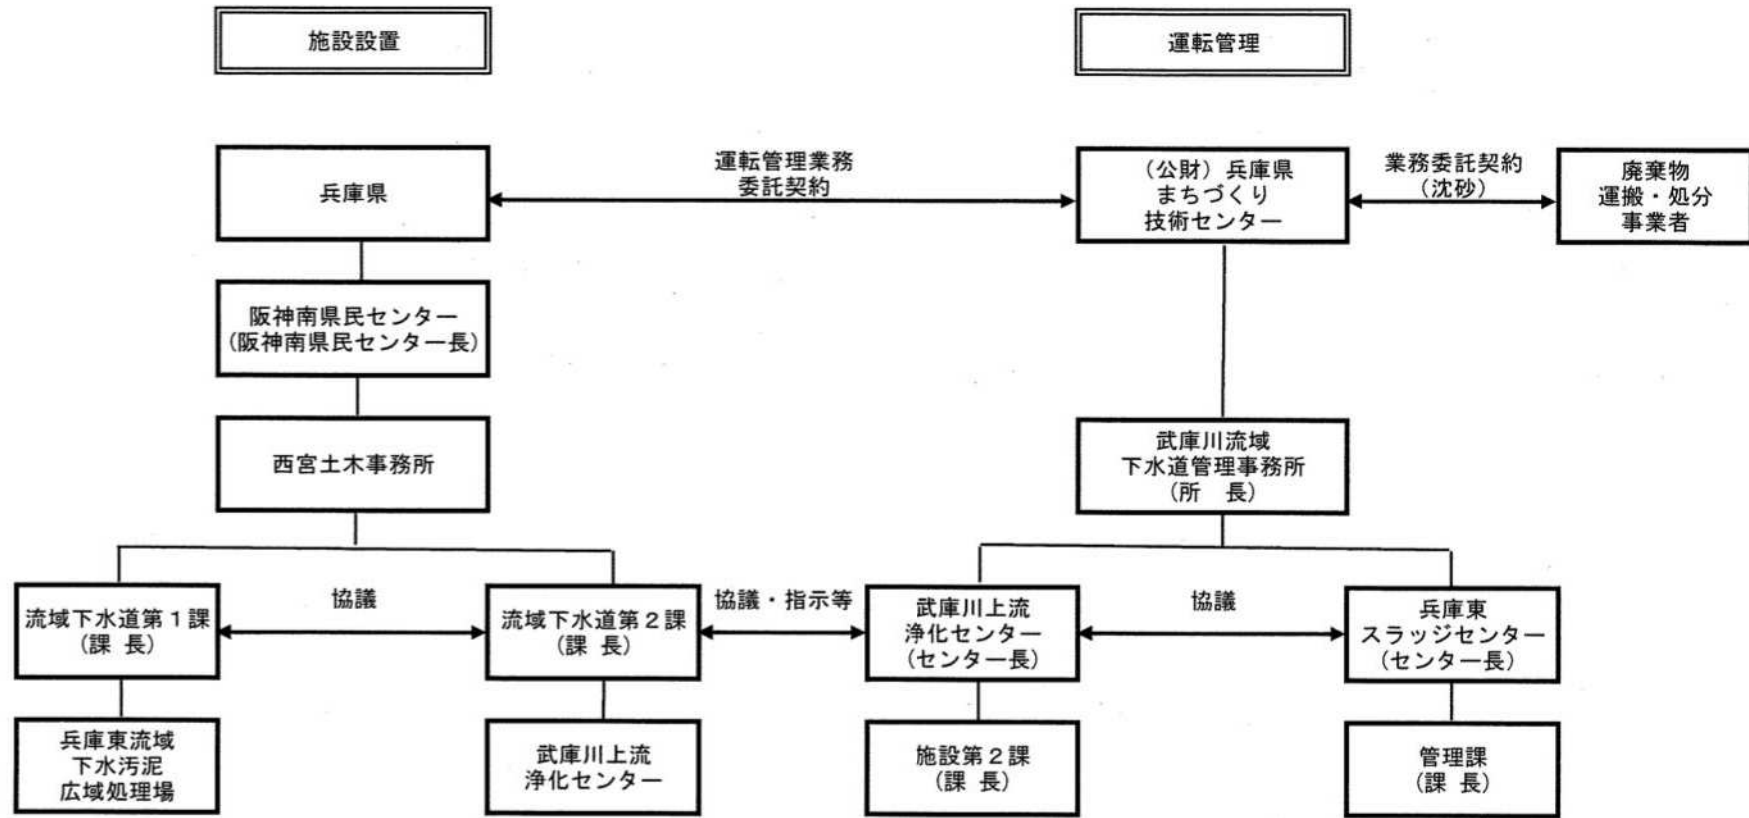 施設設置
運転管理
兵庫県
運転管理業務
委託契約
（公財）兵庫県
まちづくり
技術センター
業務委託契約
（沈砂）
廃棄物
運搬・処分
事業者
阪神南県民センター
(阪神南県民センター長)
西宮土木事務所
武庫川流域
下水道管理事務所
(所　長)
流域下水道第１課
(課 長)
協議
流域下水道第２課
(課 長)
協議・指示等
武庫川上流
浄化センター
(センター長)
協議
兵庫東
スラッジセンター
(センター長)
兵庫東流域
下水汚泥
広域処理場
武庫川上流
浄化センター
施設第２課
(課 長)
管理課
(課 長)